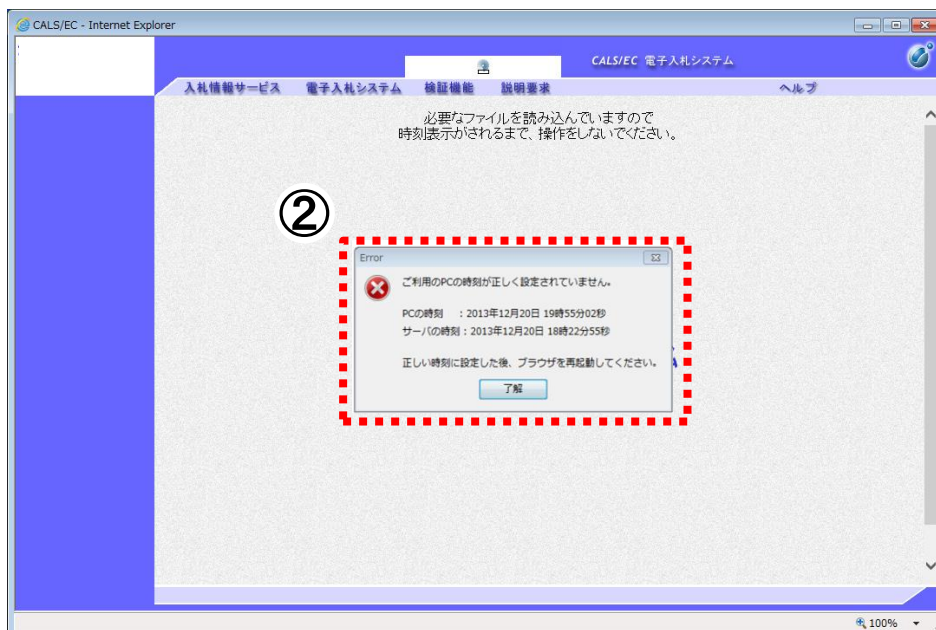 CALS/EC - Internet Explorer
CALS/EC 電子入札システム
入札情報サービス 電子入札システム 検証機能 説明要求 ヘルプ
必要なファイルを読み込んでいますので
時刻表示がされるまで、操作をしないでください。
②
Error
ご利用のPCの時刻が正しく設定されていません。
PCの時刻 : 2013年12月20日 19時55分02秒
サーバの時刻 : 2013年12月20日 18時22分55秒
正しい時刻に設定した後、ブラウザを再起動してください。
了解
100%